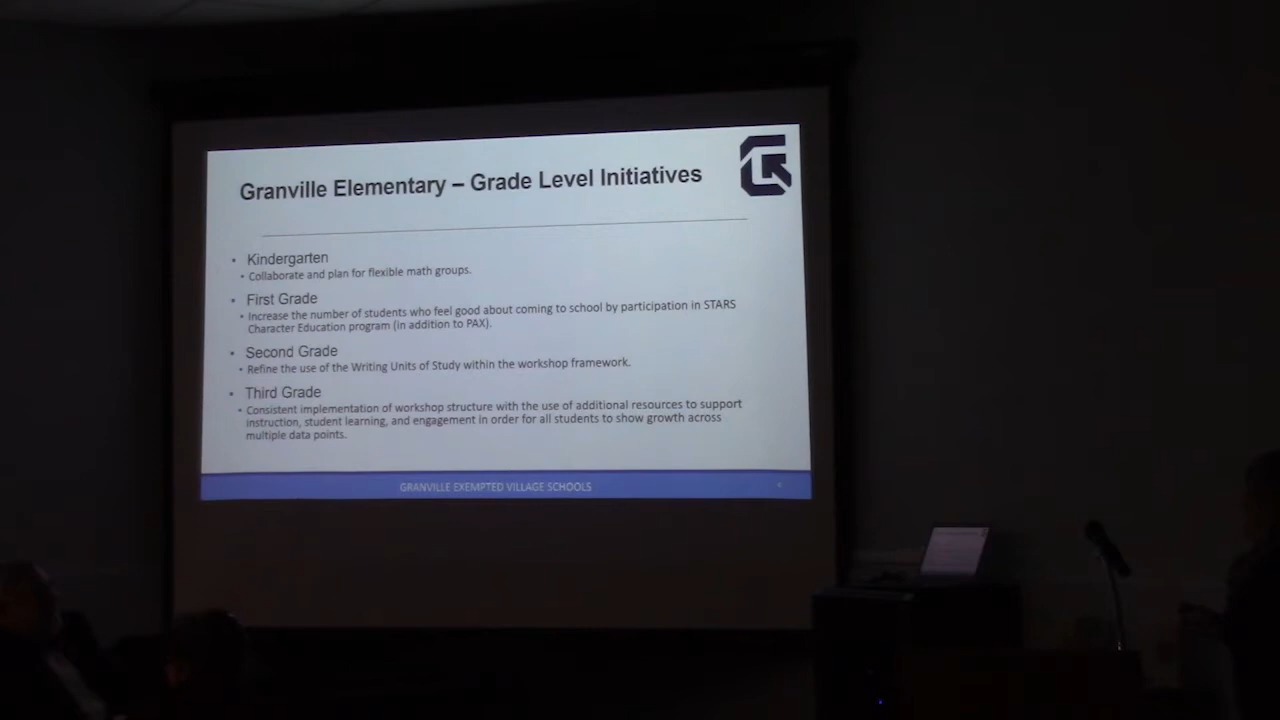 Granville Elementary – Grade Level Initiatives
• Kindergarten
• Collaborate and plan for flexible math groups.
• First Grade
• Increase the number of students who feel good about coming to school by participation in STARS
Character Education program (in addition to PAX).
• Second Grade
• Refine the use of the Writing Units of Study within the workshop framework.
• Third Grade
• Consistent implementation of workshop structure with the use of additional resources to support
instruction, student learning, and engagement in order for all students to show growth across
multiple data points.
GRANVILLE EXEMPTED VILLAGE SCHOOLS